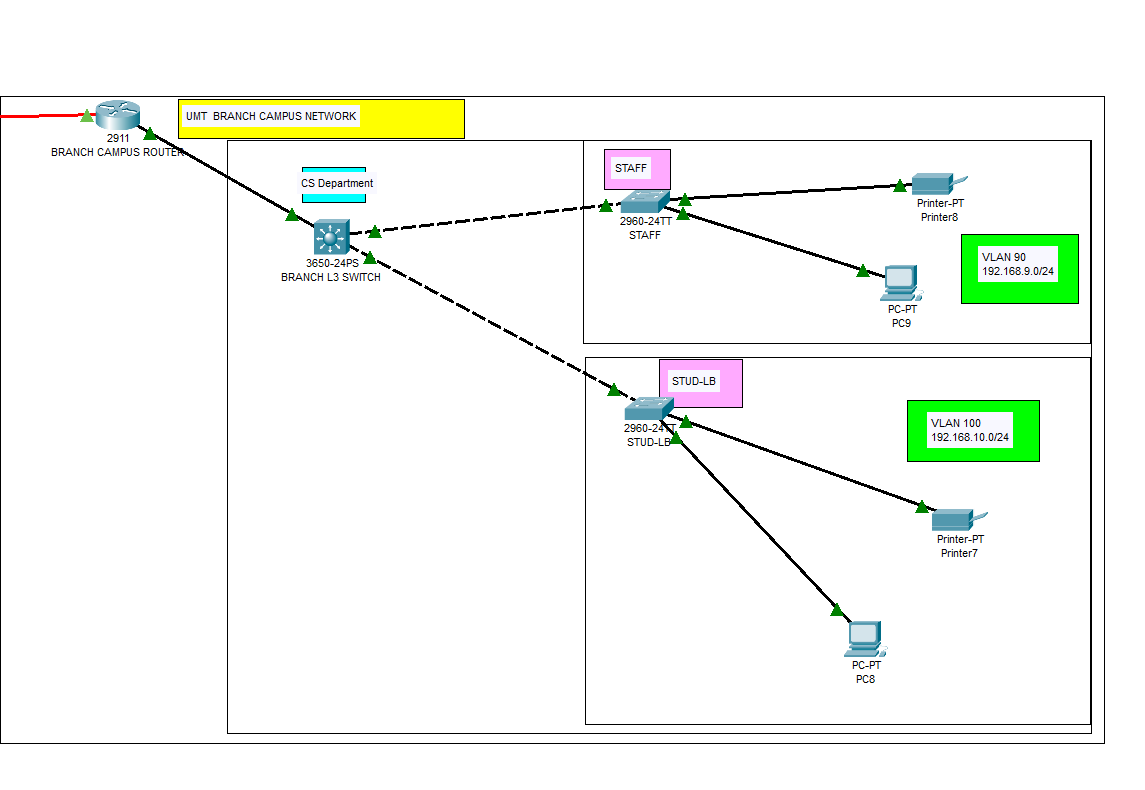 UMT BRANCH CAMPUS NETWORK
2911
BRANCH CAMPUS ROUTER
CS Department
3650-24PS
BRANCH L3 SWITCH
STAFF
2960-24TT
STAFF
Printer-PT
Printer8
VLAN 90
192.168.9.0/24
PC-PT
PC9
STUD-LB
2960-24TT
STUD-LB
VLAN 100
192.168.10.0/24
Printer-PT
Printer7
PC-PT
PC8